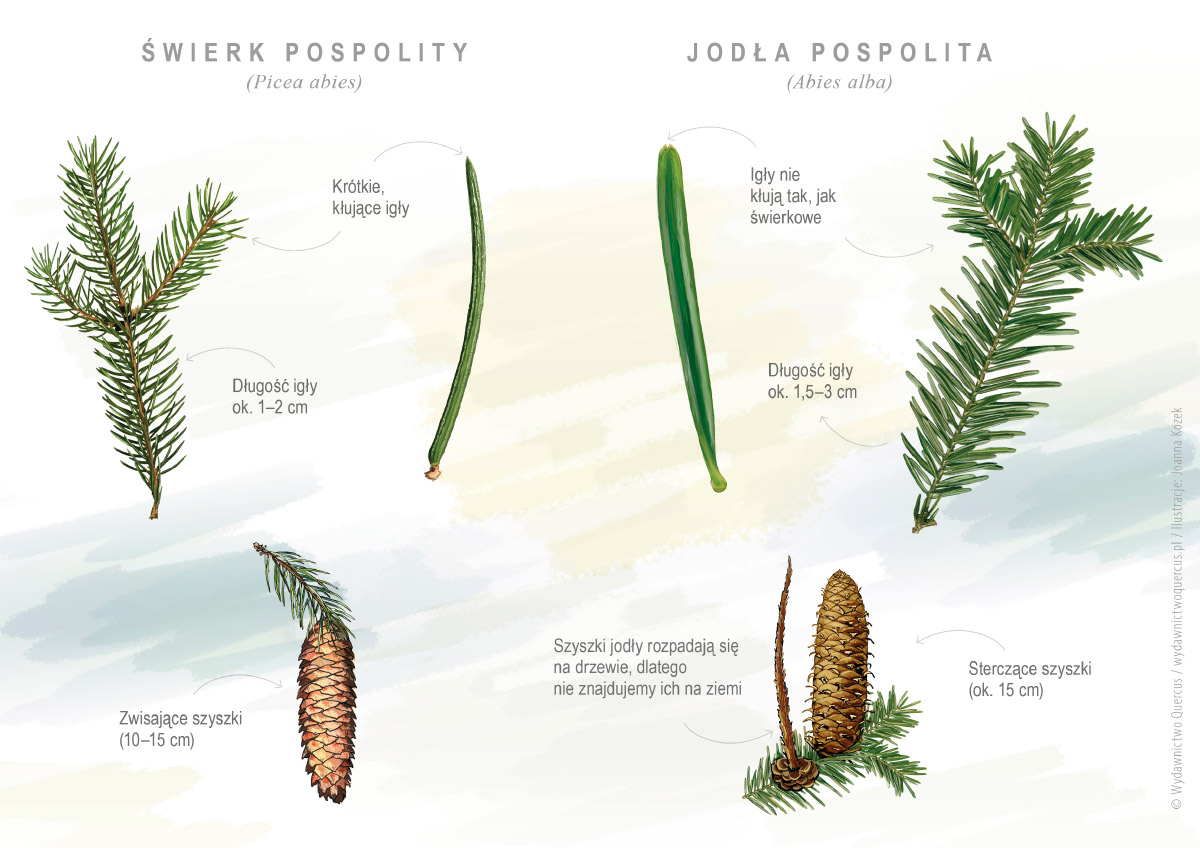 ŚWIERK POSPOLITY
(Picea abies)
Krótkie,
kłujące igły
Długość igły
ok. 1–2 cm
Zwisające szyszki
(10–15 cm)
JODŁA POSPOLITA
(Abies alba)
Igły nie
kłują tak, jak
świerkowe
Długość igły
ok. 1,5–3 cm
Szyszki jodły rozpadają się
na drzewie, dlatego
nie znajdujemy ich na ziemi
Sterczące szyszki
(ok. 15 cm)
© Wydawnictwo Quercus / wydawnictwoquercus.pl / Ilustracje: Joanna Kozek